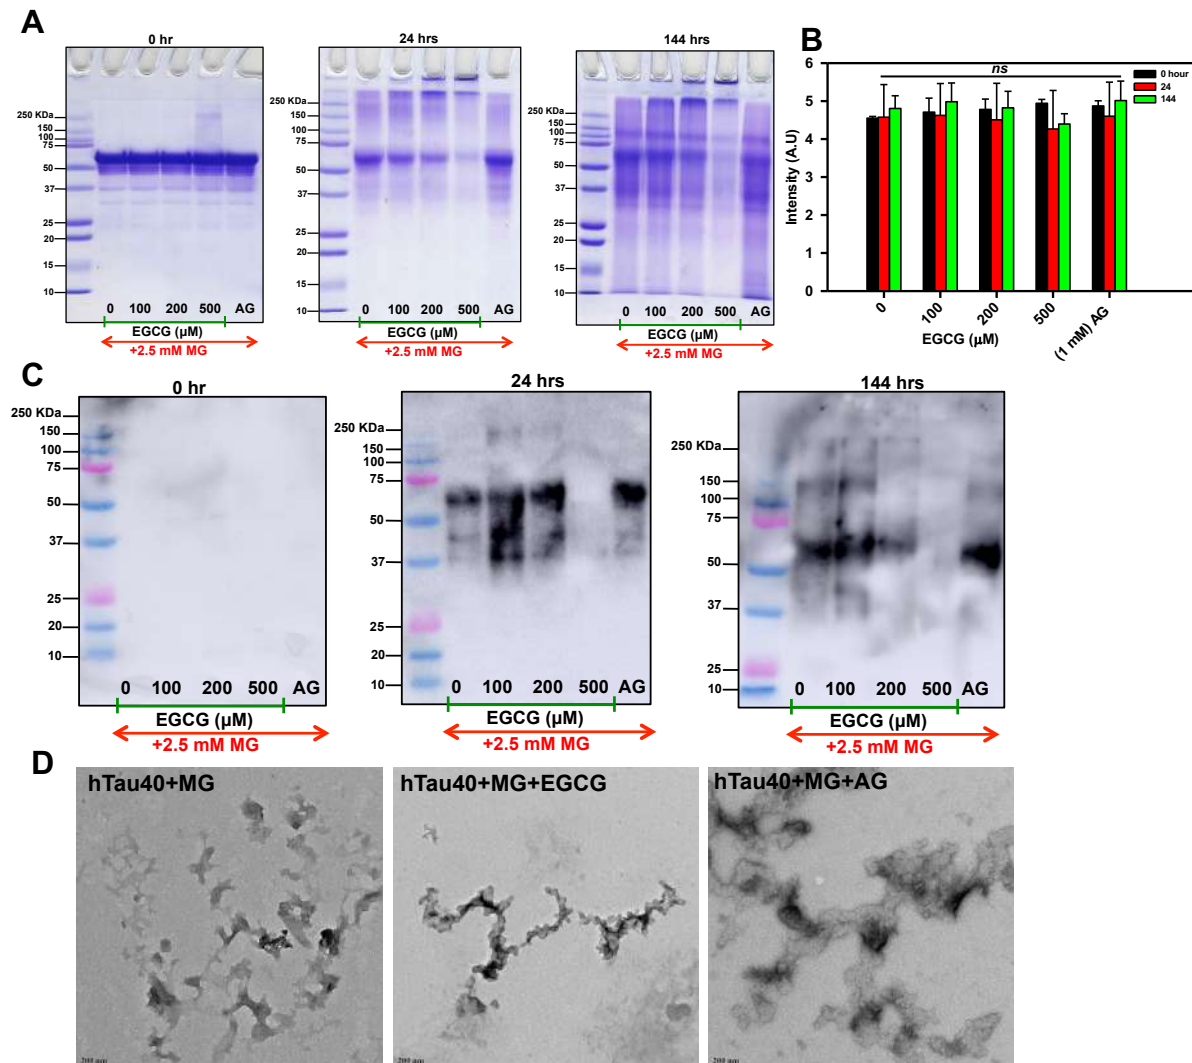 A
0 hr
250 KDa
150
100
75
50
37
25
20
15
10
0 100 200 500 AG
EGCG (µM)
+2.5 mM MG
24 hrs
250 KDa
150
100
75
50
37
25
20
15
10
0 100 200 500 AG
EGCG (µM)
+2.5 mM MG
144 hrs
250 KDa
150
100
75
50
37
25
20
15
10
0 100 200 500 AG
EGCG (µM)
+2.5 mM MG
B
ns
0 hour
24
144
Intensity (A.U)
6
5
4
3
2
1
0
0 100 200 500 (1 mM) AG
EGCG (µM)
C
0 hr
250 KDa
150
100
75
50
37
25
20
10
0 100 200 500 AG
EGCG (µM)
+2.5 mM MG
24 hrs
250 KDa
150
100
75
50
37
25
20
10
0 100 200 500 AG
EGCG (µM)
+2.5 mM MG
144 hrs
250 KDa
150
100
75
50
37
25
10
0 100 200 500 AG
EGCG (µM)
+2.5 mM MG
D
hTau40+MG
hTau40+MG+EGCG
hTau40+MG+AG